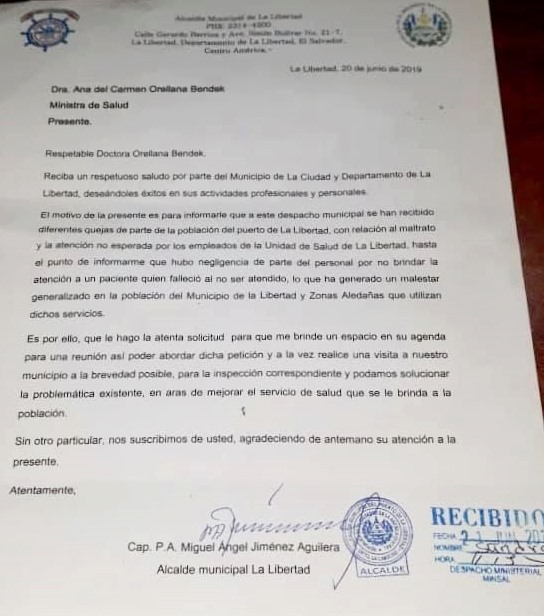 Alcaldía Municipal de La Libertad
PBX: 2314-4800
Calle Gerardo Barrios y Ave. Simón Bolívar No. 21-7,
La Libertad, Departamento de La Libertad, El Salvador,
Centro América."
La Libertad, 20 de junio de 2019
Dra. Ana del Carmen Orellana Bendek
Ministra de Salud
Presente.
Respetable Doctora Orellana Bendek.
Reciba un respetuoso saludo por parte del Municipio de La Ciudad y Departamento de La
Libertad, deseándoles éxitos en sus actividades profesionales y personales.
El motivo de la presente es para informarle que a este despacho municipal se han recibido
diferentes quejas de parte de la población del puerto de La Libertad, con relación al maltrato
y la atención no esperada por los empleados de la Unidad de Salud de La Libertad, hasta
el punto de informarme que hubo negligencia de parte del personal por no brindar la
atención a un paciente quien falleció al no ser atendido, lo que ha generado un malestar
generalizado en la población del Municipio de la Libertad y Zonas Aledañas que utilizan
dichos servicios.
Es por ello, que le hago la atenta solicitud para que me brinde un espacio en su agenda
para una reunión así poder abordar dicha petición y a la vez realice una visita a nuestro
municipio a la brevedad posible, para la inspección correspondiente y podamos solucionar
la problemática existente, en aras de mejorar el servicio de salud que se le brinda a la
población.
Sin otro particular, nos suscribimos de usted, agradeciendo de antemano su atención a la
presente.
Atentamente,
Cap. P.A. Miguel Ángel Jiménez Aguilera
Alcalde municipal La Libertad
ALCALDE
RECIBIDO
FECHA 21 JUN 20
NOMBRE Sandra
HORA
DESPACHO MINISTERIAL
MINSAL